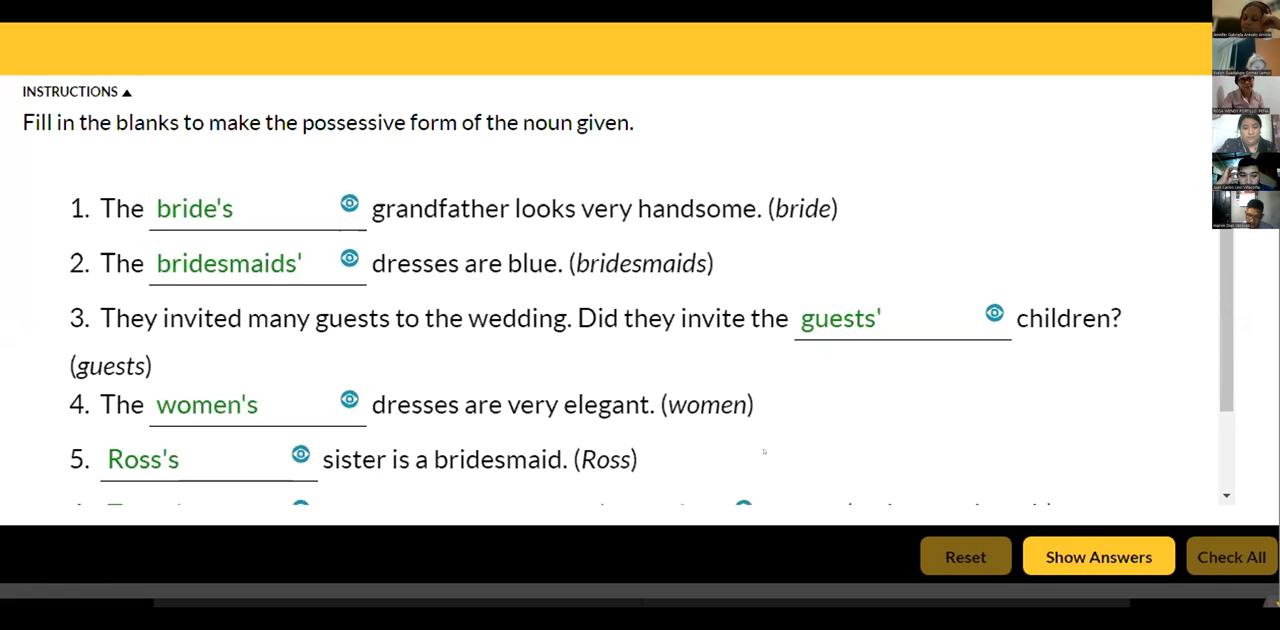 INSTRUCTIONS ▲
Fill in the blanks to make the possessive form of the noun given.
1. The bride's grandfather looks very handsome. (bride)
2. The bridesmaids' dresses are blue. (bridesmaids)
3. They invited many guests to the wedding. Did they invite the guests' children?
(guests)
4. The women's dresses are very elegant. (women)
5. Ross's sister is a bridesmaid. (Ross)
Reset Show Answers Check All